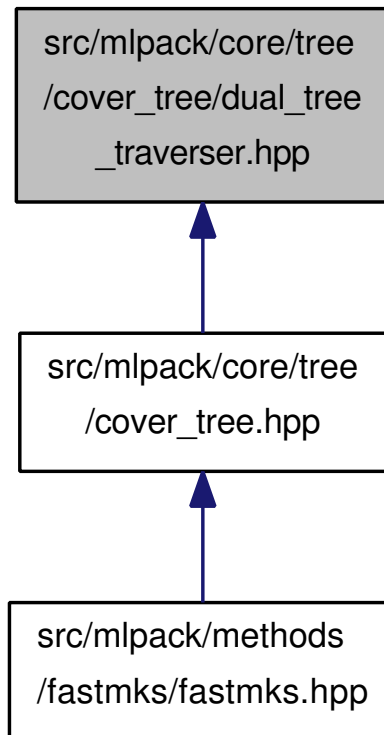 src/mlpack/core/tree
/cover_tree/dual_tree
_traverser.hpp
src/mlpack/core/tree
/cover_tree.hpp
src/mlpack/methods
/fastmks/fastmks.hpp